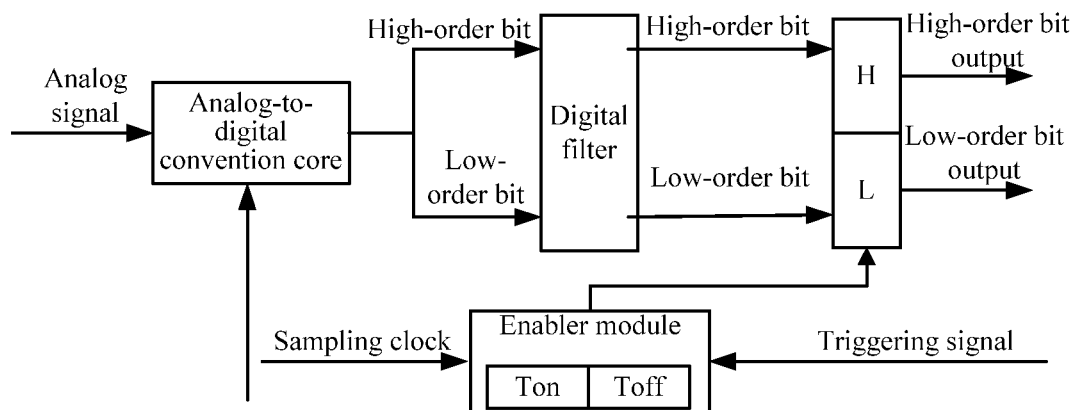 Analog
signal
Analog-to-
digital
convention core
High-order bit
Low-
order bit
Digital
filter
High-order bit
Low-order bit
H
L
High-order bit
output
Low-order bit
output
Sampling clock
Enabler module
Ton
Toff
Triggering signal